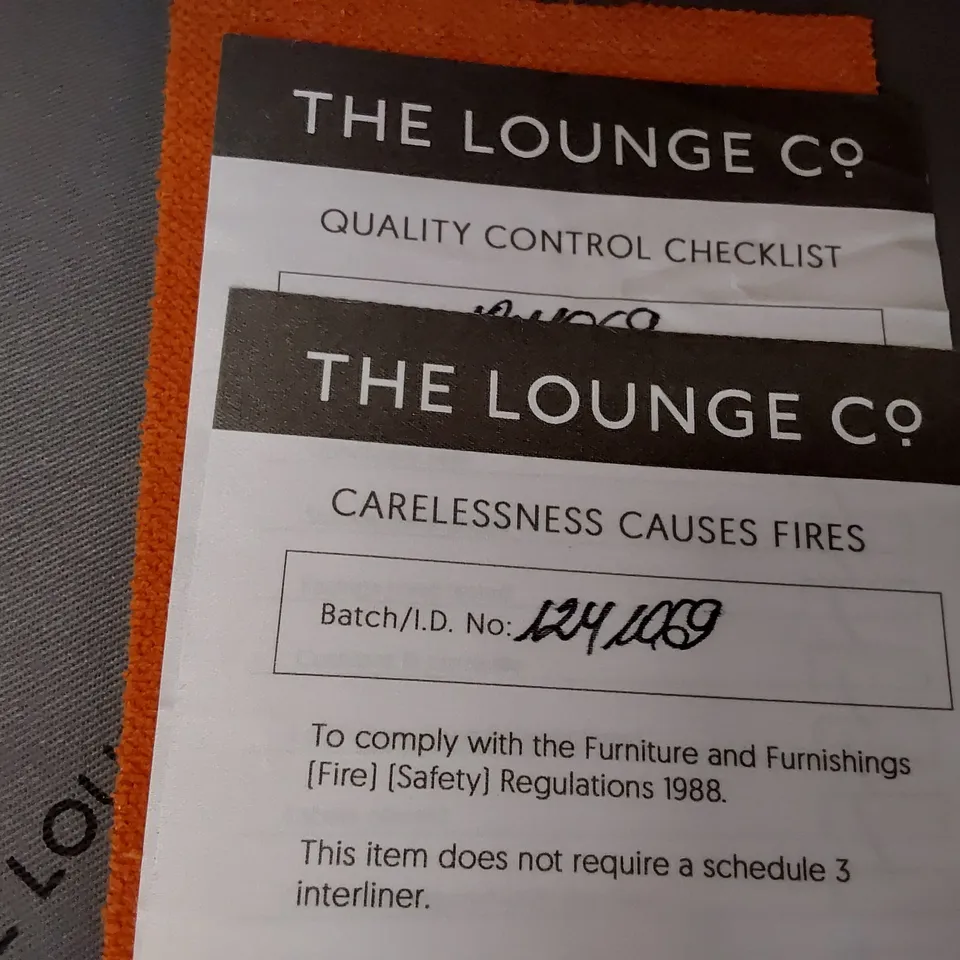 THE LOUNGE Cº
QUALITY CONTROL CHECKLIST
THE LOUNGE Cº
CARELESSNESS CAUSES FIRES
Batch/I.D. No: 1241069
To comply with the Furniture and Furnishings
[Fire] [Safety] Regulations 1988.
This item does not require a schedule 3
interliner.
LOU